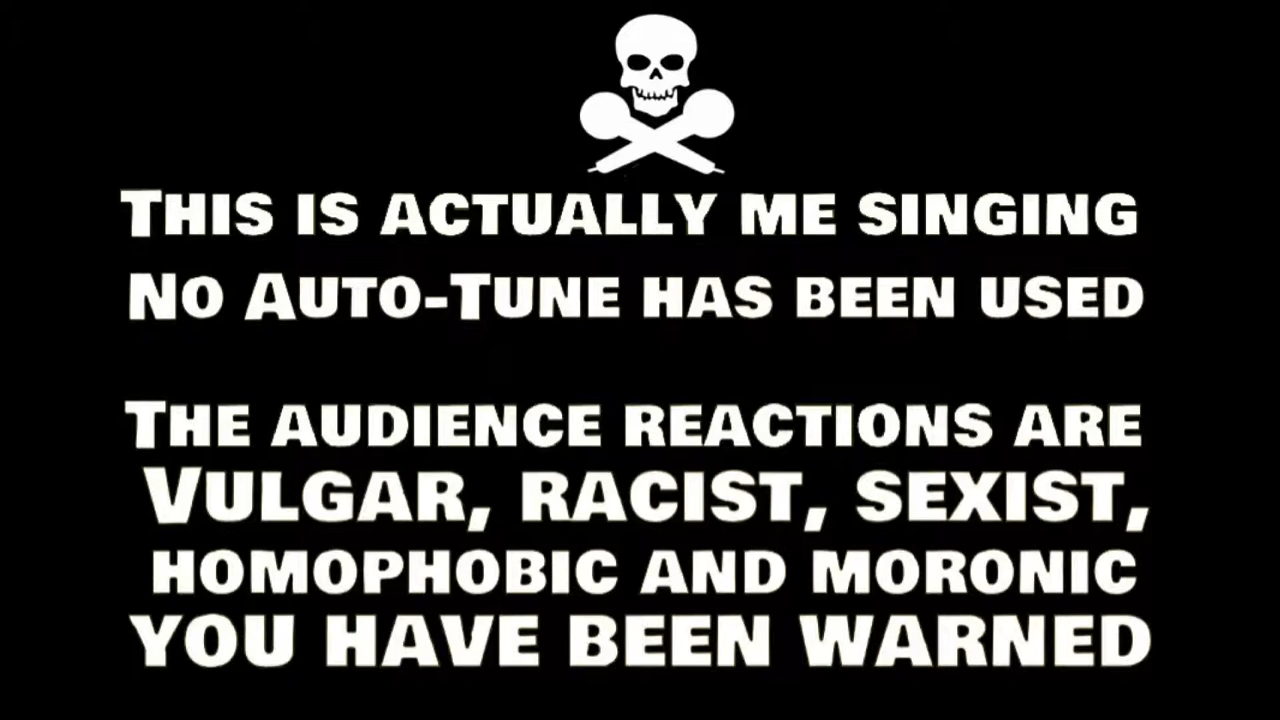 This is actually me singing
No Auto-Tune has been used
The audience reactions are
Vulgar, racist, sexist,
homophobic and moronic
you have been warned